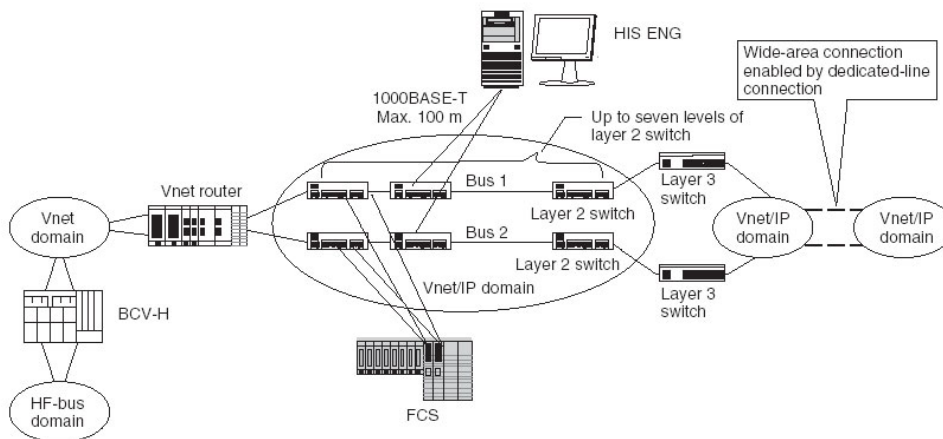 HIS ENG
Wide-area connection
enabled by dedicated-line
connection
1000BASE-T
Max. 100 m
Up to seven levels of
layer 2 switch
Vnet router
Bus 1
Layer 3
switch
Layer 2 switch
Vnet
domain
Vnet/IP
domain
Vnet/IP
domain
Bus 2
Layer 2 switch
Vnet/IP domain
Layer 3
switch
BCV-H
FCS
HF-bus
domain